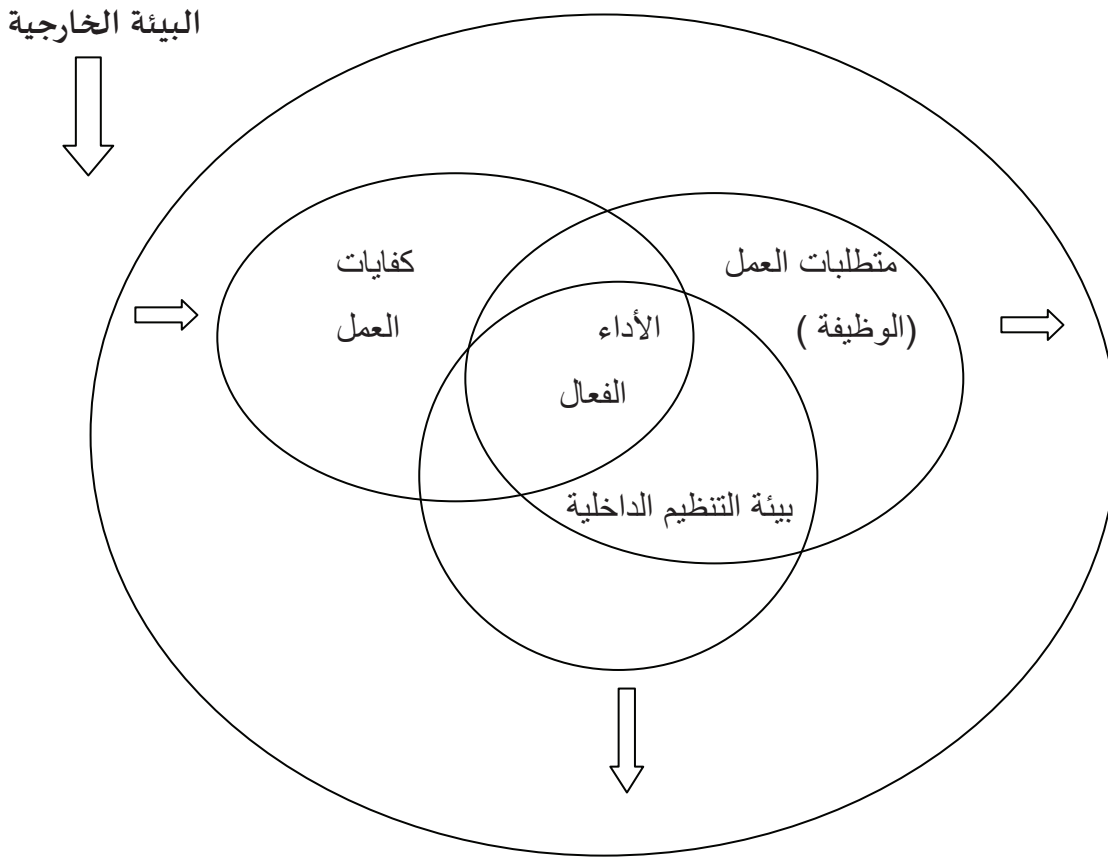 البيئة الخارجية
متطلبات العمل
(الوظيفة )
كفايات
العمل
الأداء
الفعال
بيئة التنظيم الداخلية